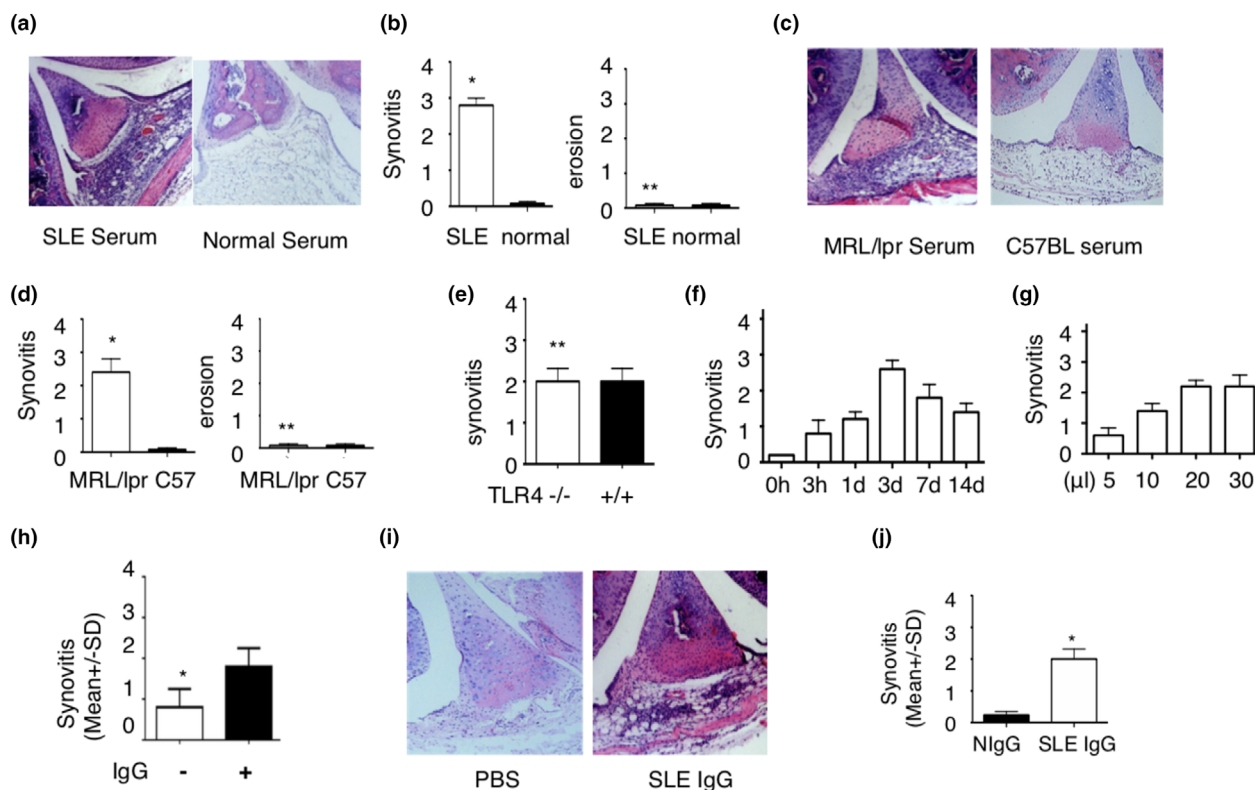 (a)
SLE Serum
Normal Serum
(b)
Synovitis
4
3
2
1
0
*
SLE normal
erosion
4
3
2
1
0
**
SLE normal
(c)
MRL/lpr Serum
C57BL serum
(d)
Synovitis
4
3
2
1
0
*
MRL/lpr C57
erosion
4
3
2
1
0
**
MRL/lpr C57
(e)
synovitis
4
3
2
1
0
**
TLR4 -/- +/+
(f)
Synovitis
4
3
2
1
0
0h 3h 1d 3d 7d 14d
(g)
Synovitis
4
3
2
1
0
(µl) 5 10 20 30
(h)
Synovitis
(Mean+/-SD)
4
3
2
1
0
*
IgG - +
(i)
PBS
SLE IgG
(j)
Synovitis
(Mean+/-SD)
4
3
2
1
0
*
NIgG SLE IgG